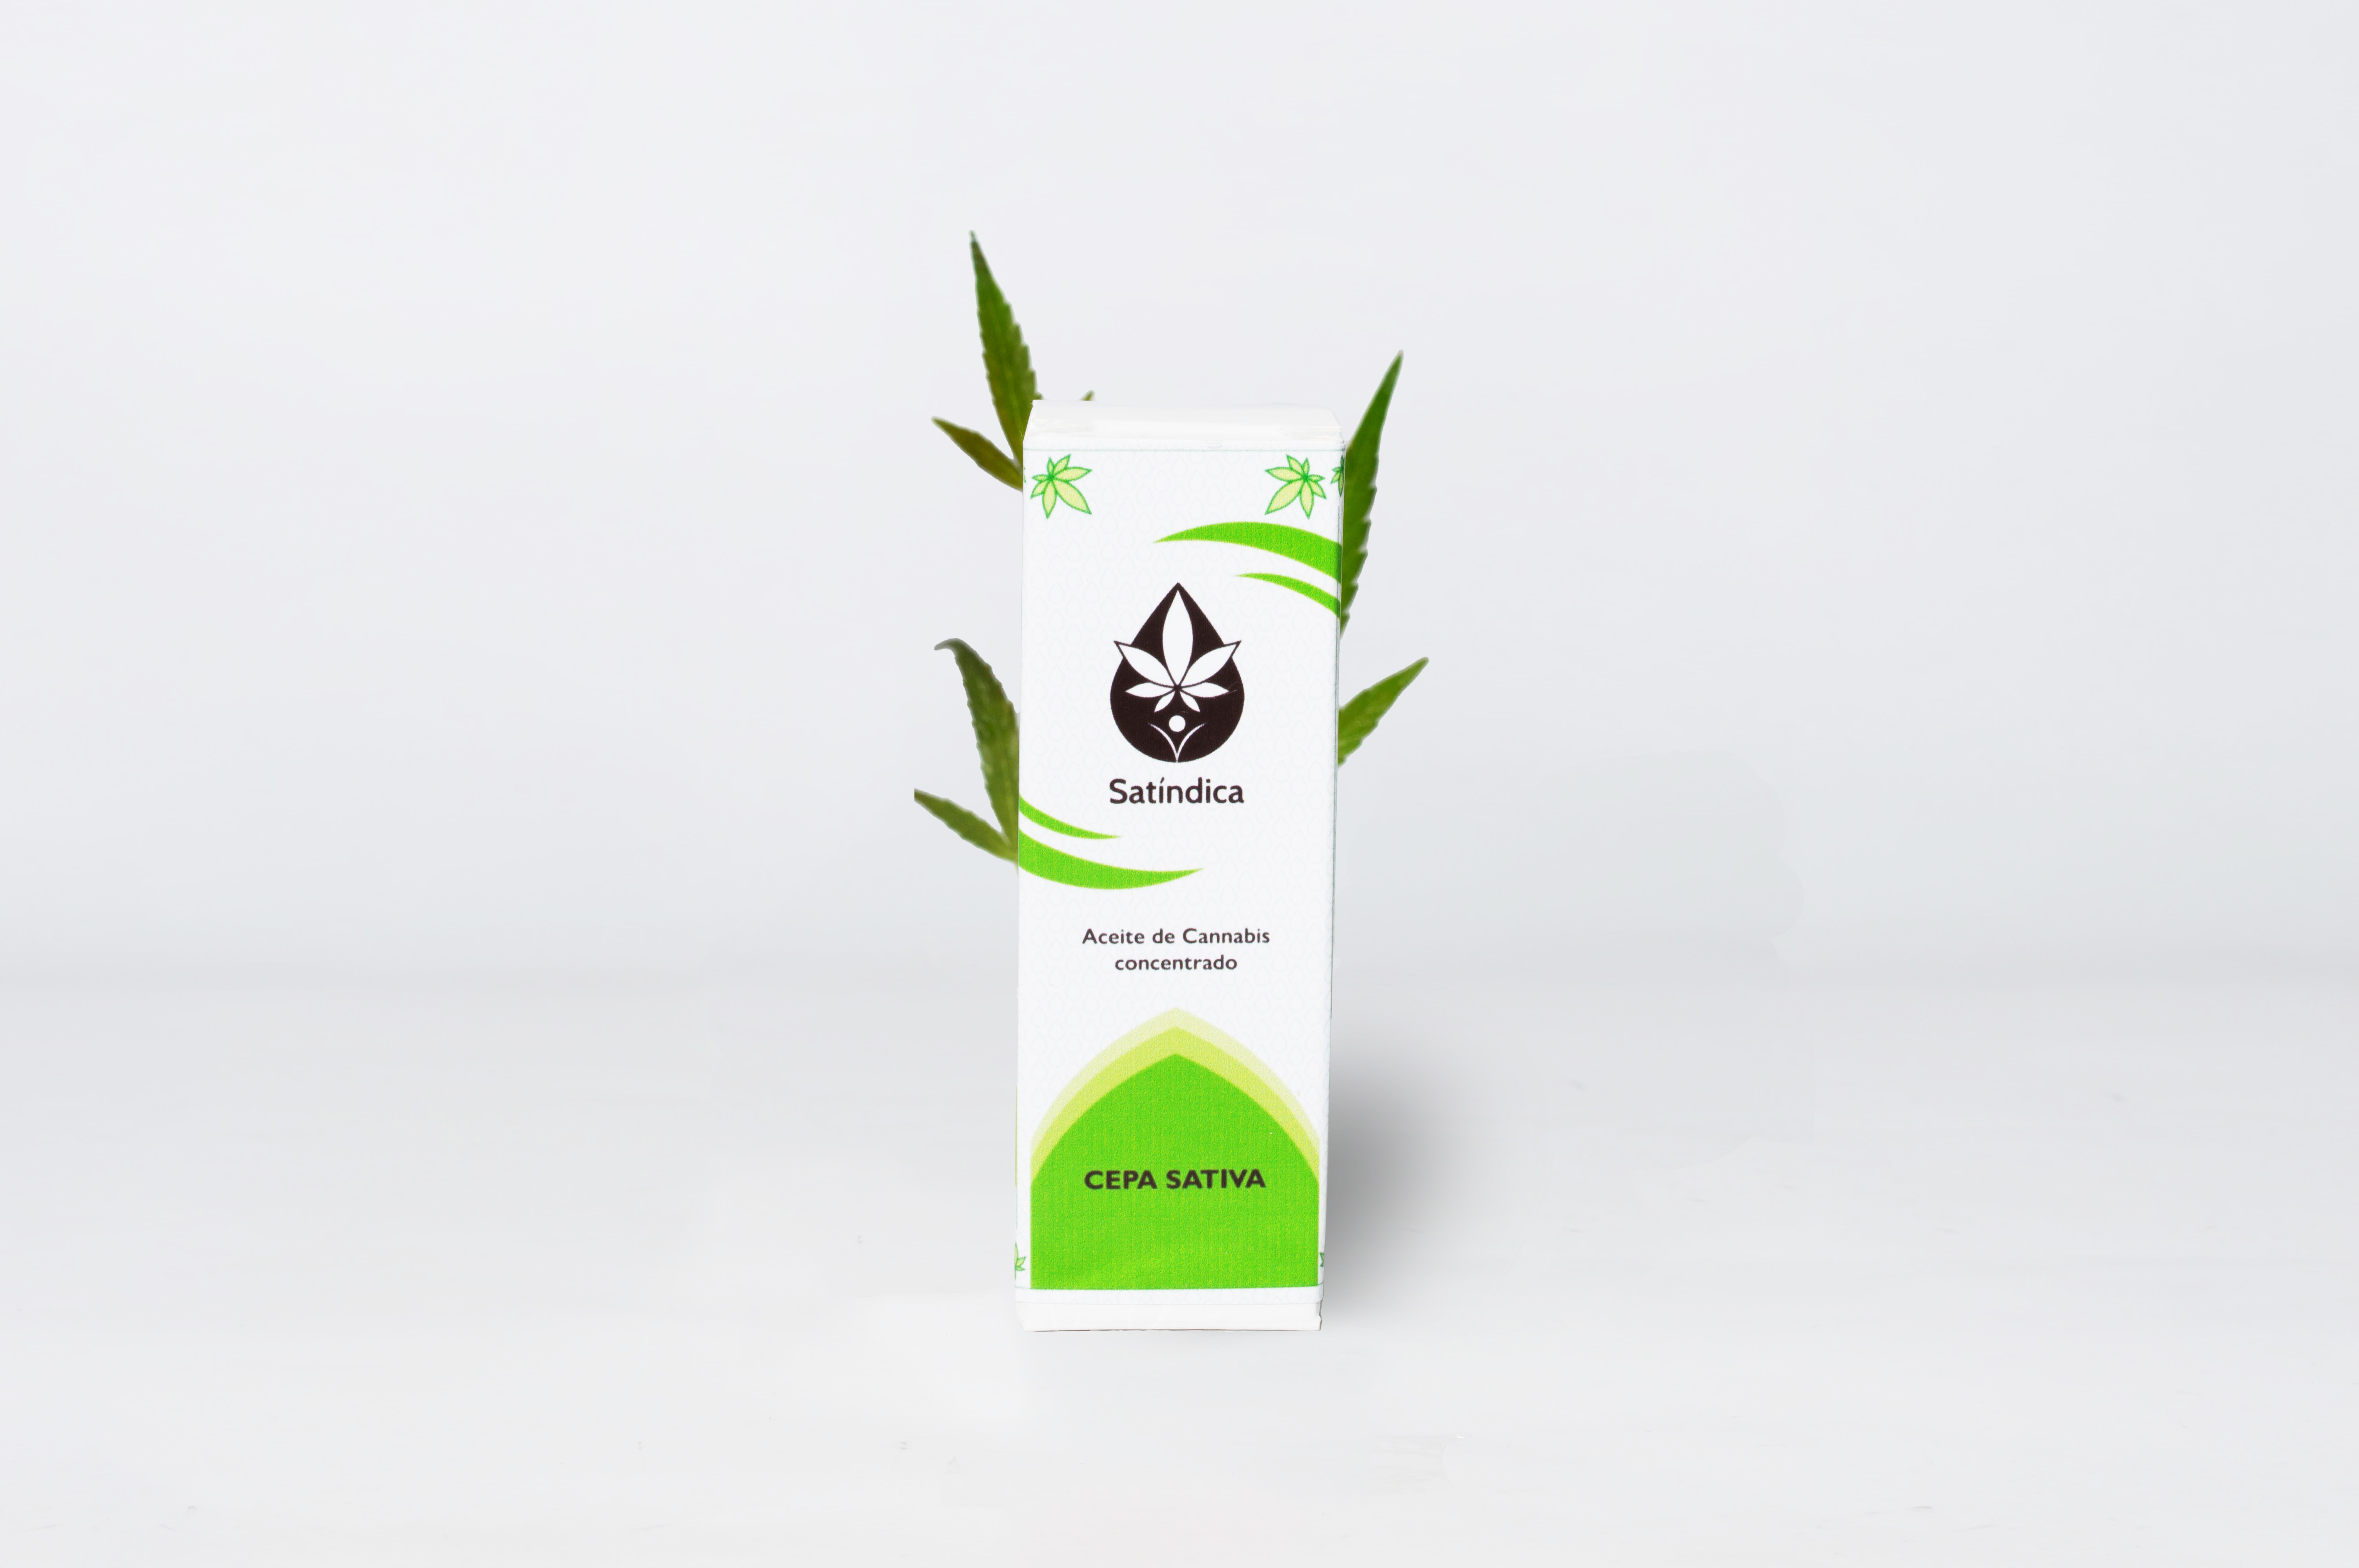 Satíndica
Aceite de Cannabis
concentrado
CEPA SATIVA